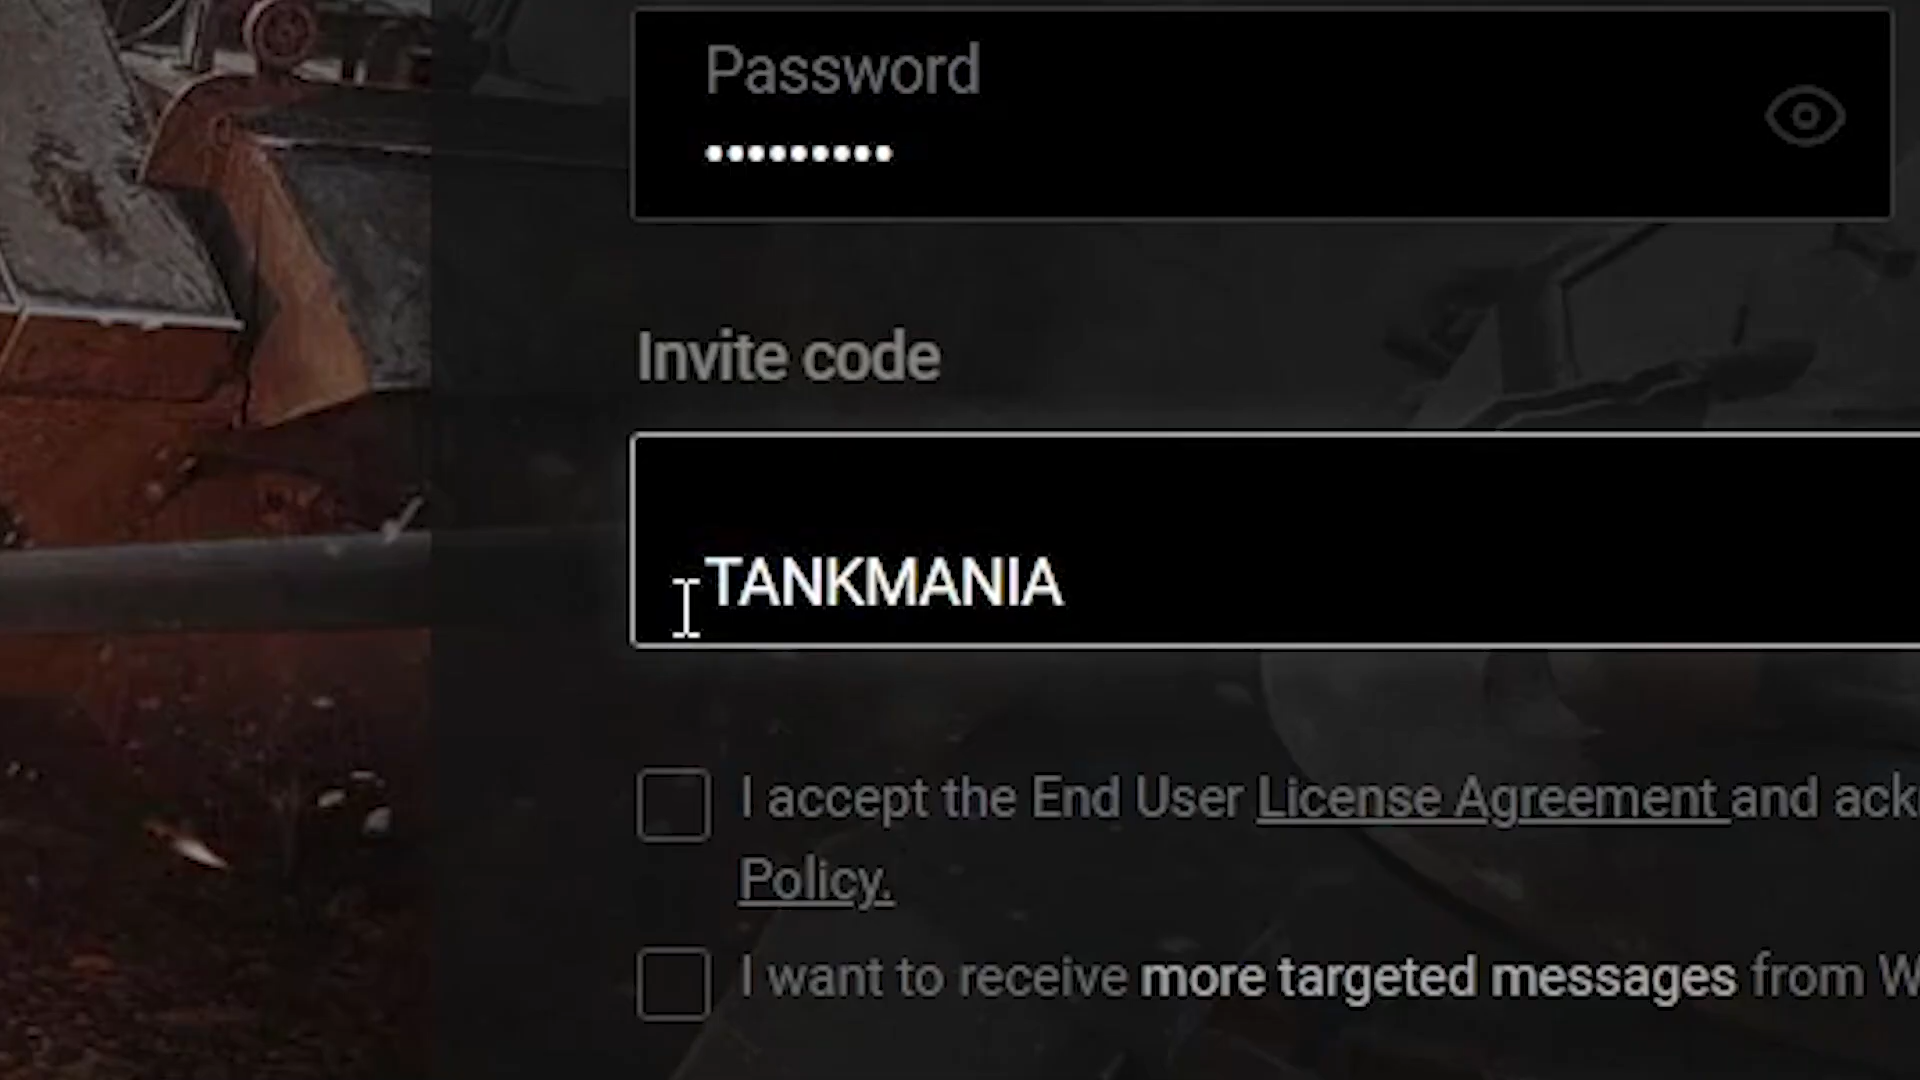 Password
•••••••••
Invite code
TANKMANIA
I accept the End User License Agreement and
Policy.
I want to receive more targeted messages from